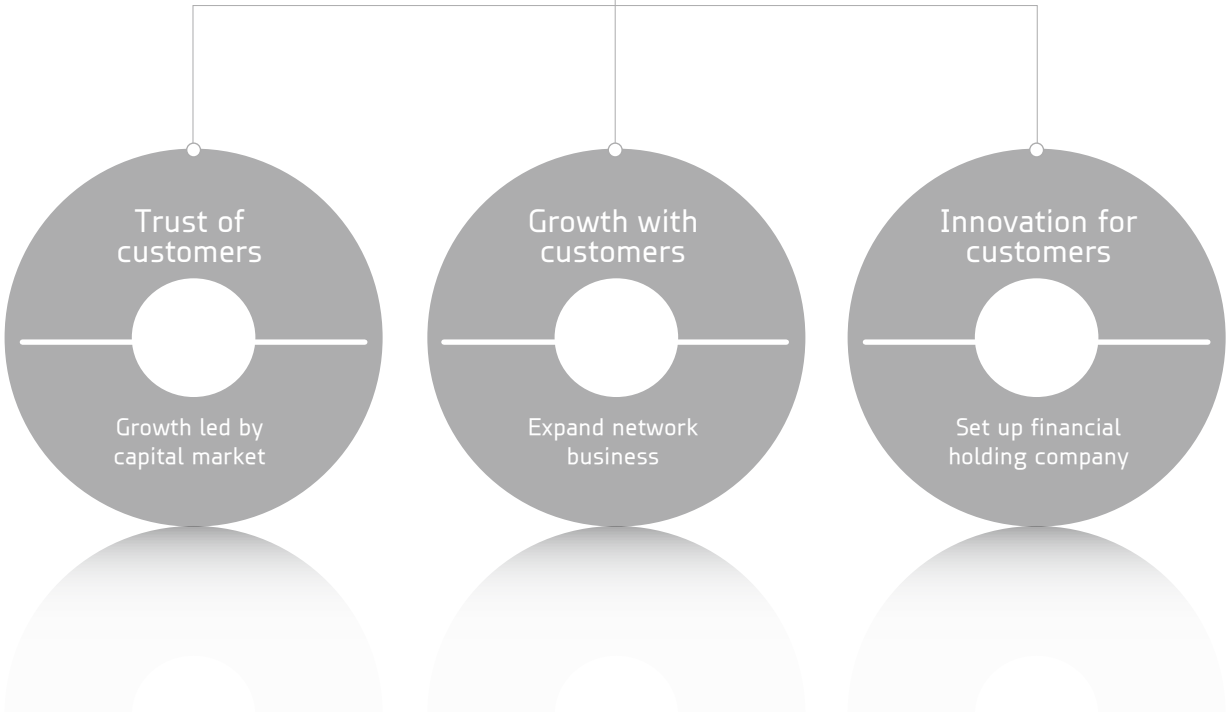 Trust of
customers
Growth led by
capital market
Growth with
customers
Expand network
business
Innovation for
customers
Set up financial
holding company